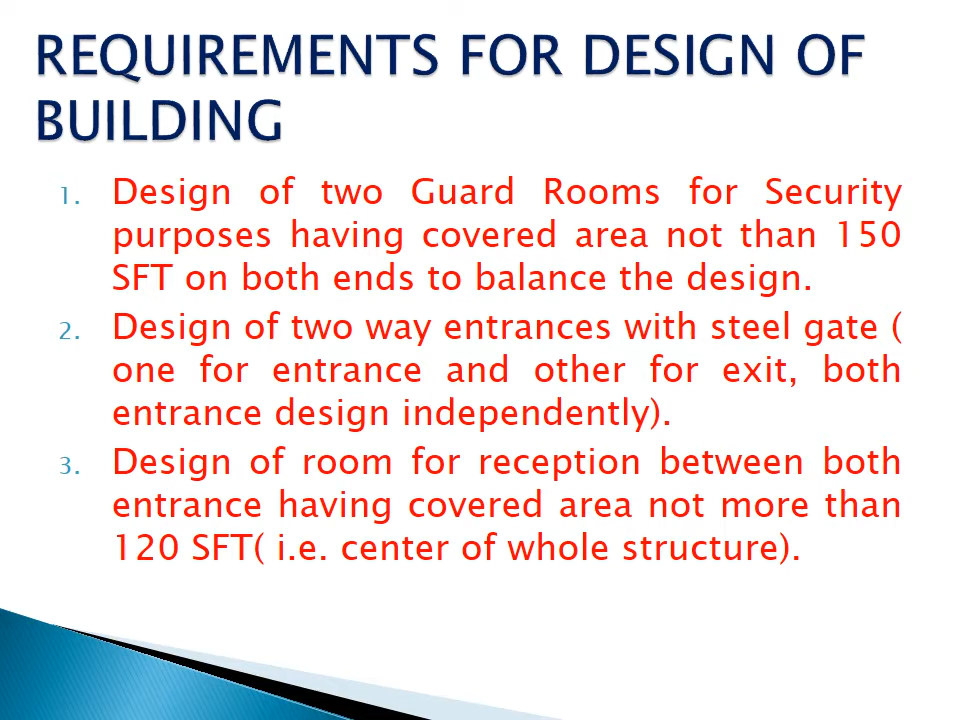 REQUIREMENTS FOR DESIGN OF
BUILDING
1. Design of two Guard Rooms for Security
purposes having covered area not than 150
SFT on both ends to balance the design.
2. Design of two way entrances with steel gate (
one for entrance and other for exit, both
entrance design independently).
3. Design of room for reception between both
entrance having covered area not more than
120 SFT( i.e. center of whole structure).